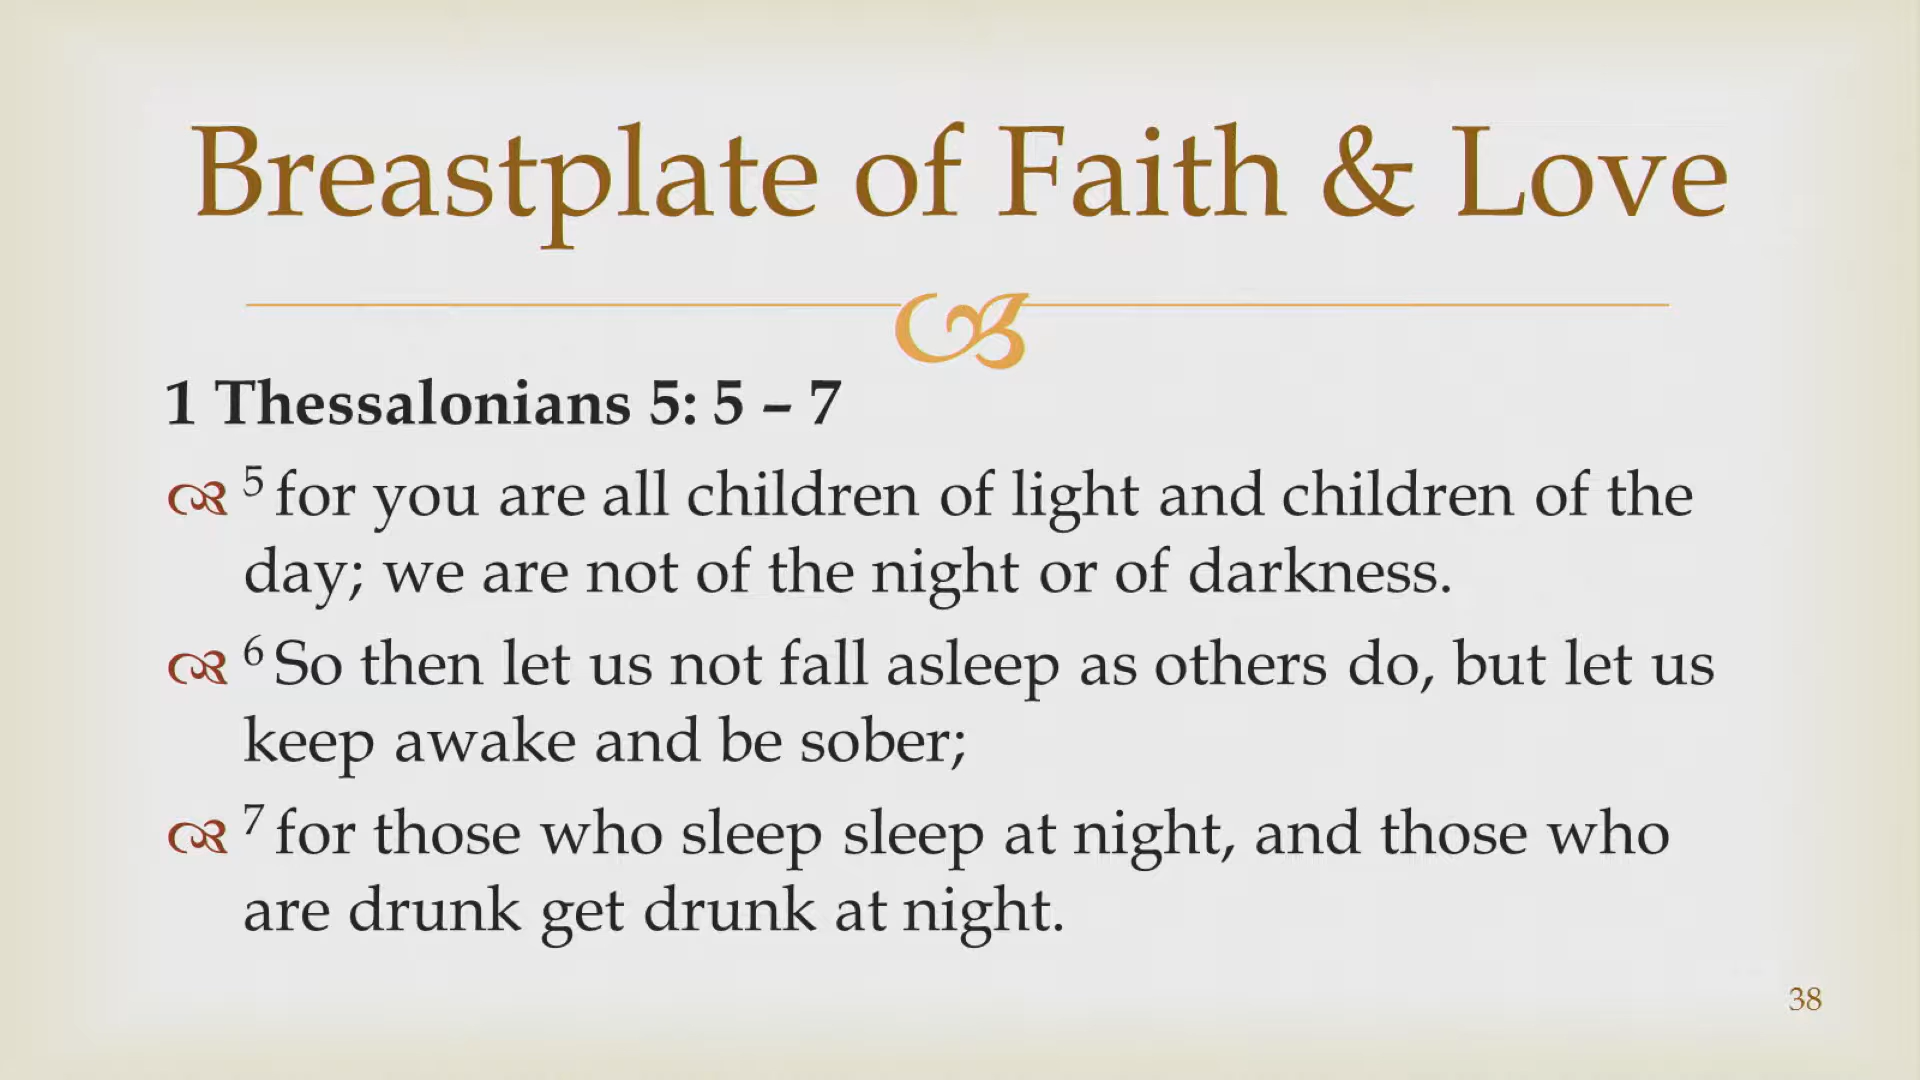 Breastplate of Faith & Love
1 Thessalonians 5: 5 – 7
5 for you are all children of light and children of the
day; we are not of the night or of darkness.
6 So then let us not fall asleep as others do, but let us
keep awake and be sober;
7 for those who sleep sleep at night, and those who
are drunk get drunk at night.
38